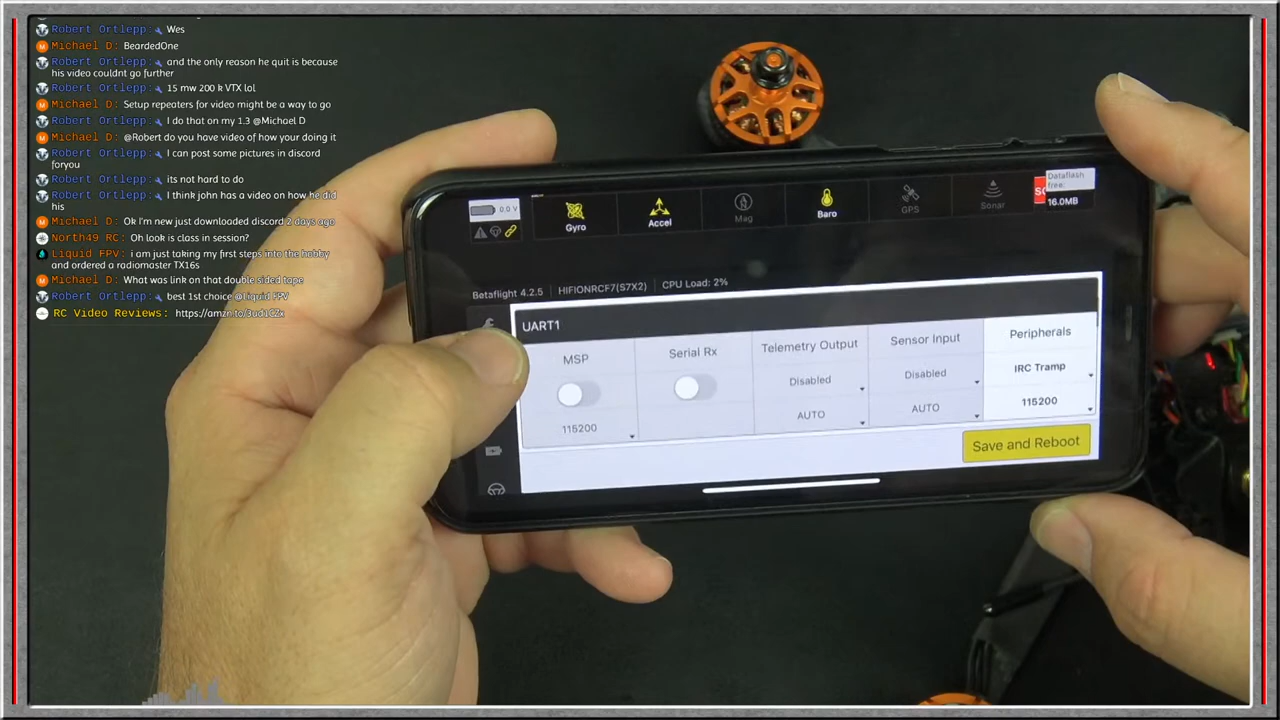 Robert Ortlepp: Wes
Michael D: BeardedOne
Robert Ortlepp: and the only reason he quit is because
his video couldnt go further
Robert Ortlepp: 15 mw 200 k VTX lol
Michael D: Setup repeaters for video might be a way to go
Robert Ortlepp: I do that on my 1.3 @Michael D
Michael D: @Robert do you have video of how your doing it
Robert Ortlepp: I can post some pictures in discord
foryou
Robert Ortlepp: its not hard to do
Robert Ortlepp: I think john has a video on how he did
his
Michael D: Ok I'm new just downloaded discord 2 days ago
North49 RC: Oh look is class in session?
Liquid FPV: i am just taking my first steps into the hobby
and ordered a radiomaster TX16s
Michael D: What was link on that double sided tape
Robert Ortlepp: best 1st choice @Liquid FPV
RC Video Reviews: https://amzn.to/3ud1CZx
0.0 V
Gyro
Accel
Mag
Baro
GPS
Sonar
Dataflash
free:
16.0MB
Betaflight 4.2.5 HIFIONRCF7(S7X2) CPU Load: 2%
UART1
MSP
Serial Rx
Telemetry Output
Sensor Input
Peripherals
Disabled
Disabled
IRC Tramp
115200
AUTO
AUTO
115200
Save and Reboot